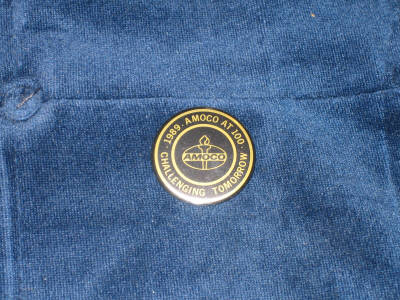 1989 AMOCO AT 100
AMOCO
CHALLENGING TOMORROW